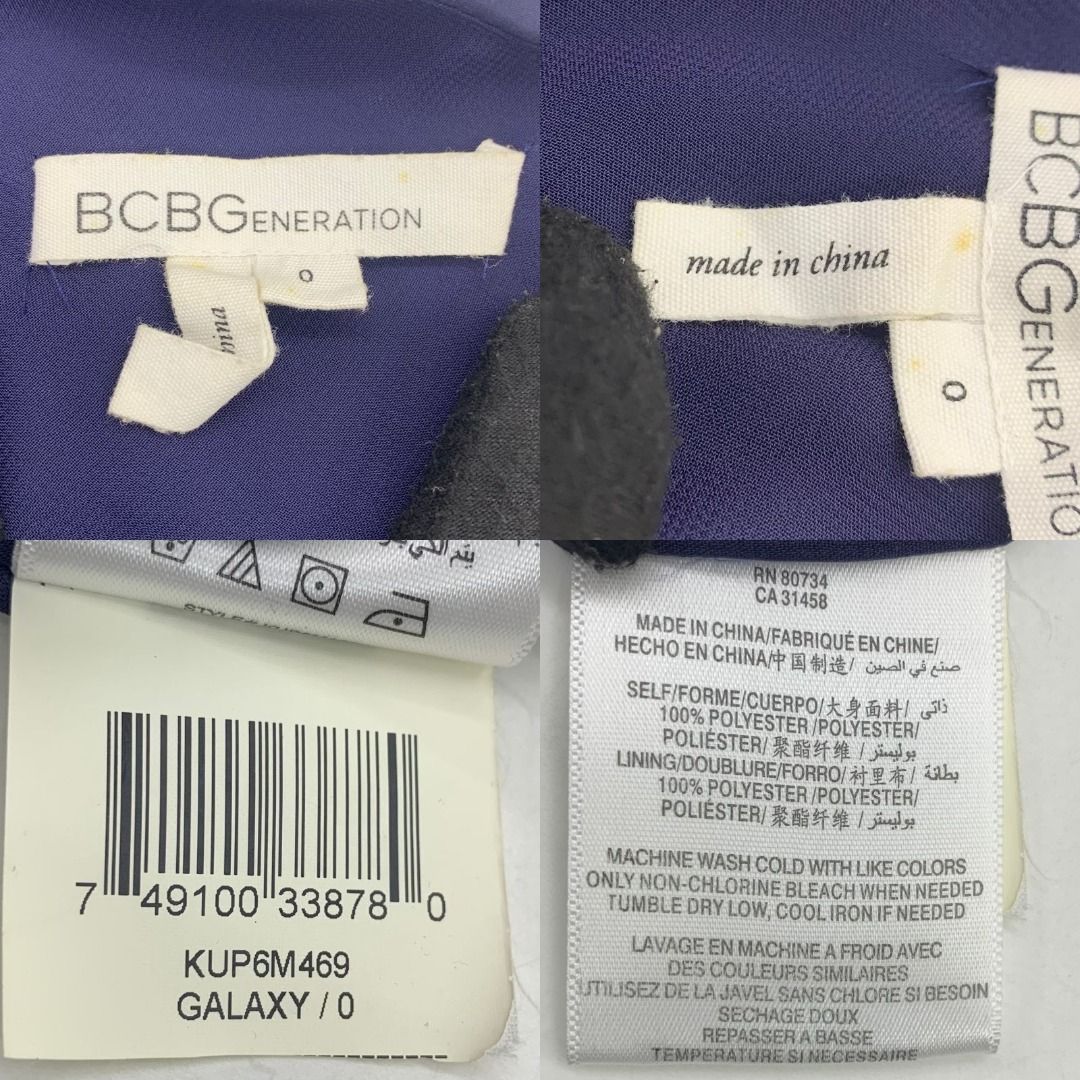 BCBGENERATION
0
made in china
0
BCBGENERATIO
7 49100 33878 0
KUP6M469
GALAXY / 0
RN 80734
CA 31458
MADE IN CHINA/FABRIQUÉ EN CHINE/
HECHO EN CHINA/中国制造/ صنع في الصين
SELF/FORME/CUERPO/大身面料/ ذاتى
100% POLYESTER /POLYESTER/
POLIÉSTER/聚酯纤维 /بوليستر
LINING/DOUBLURE/FORRO/衬里布/ بطانة
100% POLYESTER /POLYESTER/
POLIÉSTER/聚酯纤维 /بوليستر
MACHINE WASH COLD WITH LIKE COLORS
ONLY NON-CHLORINE BLEACH WHEN NEEDED
TUMBLE DRY LOW, COOL IRON IF NEEDED
LAVAGE EN MACHINE A FROID AVEC
DES COULEURS SIMILAIRES
UTILISEZ DE LA JAVEL SANS CHLORE SI BESOIN
SECHAGE DOUX
REPASSER A BASSE
TEMPERATURE SI NECESSAIRE